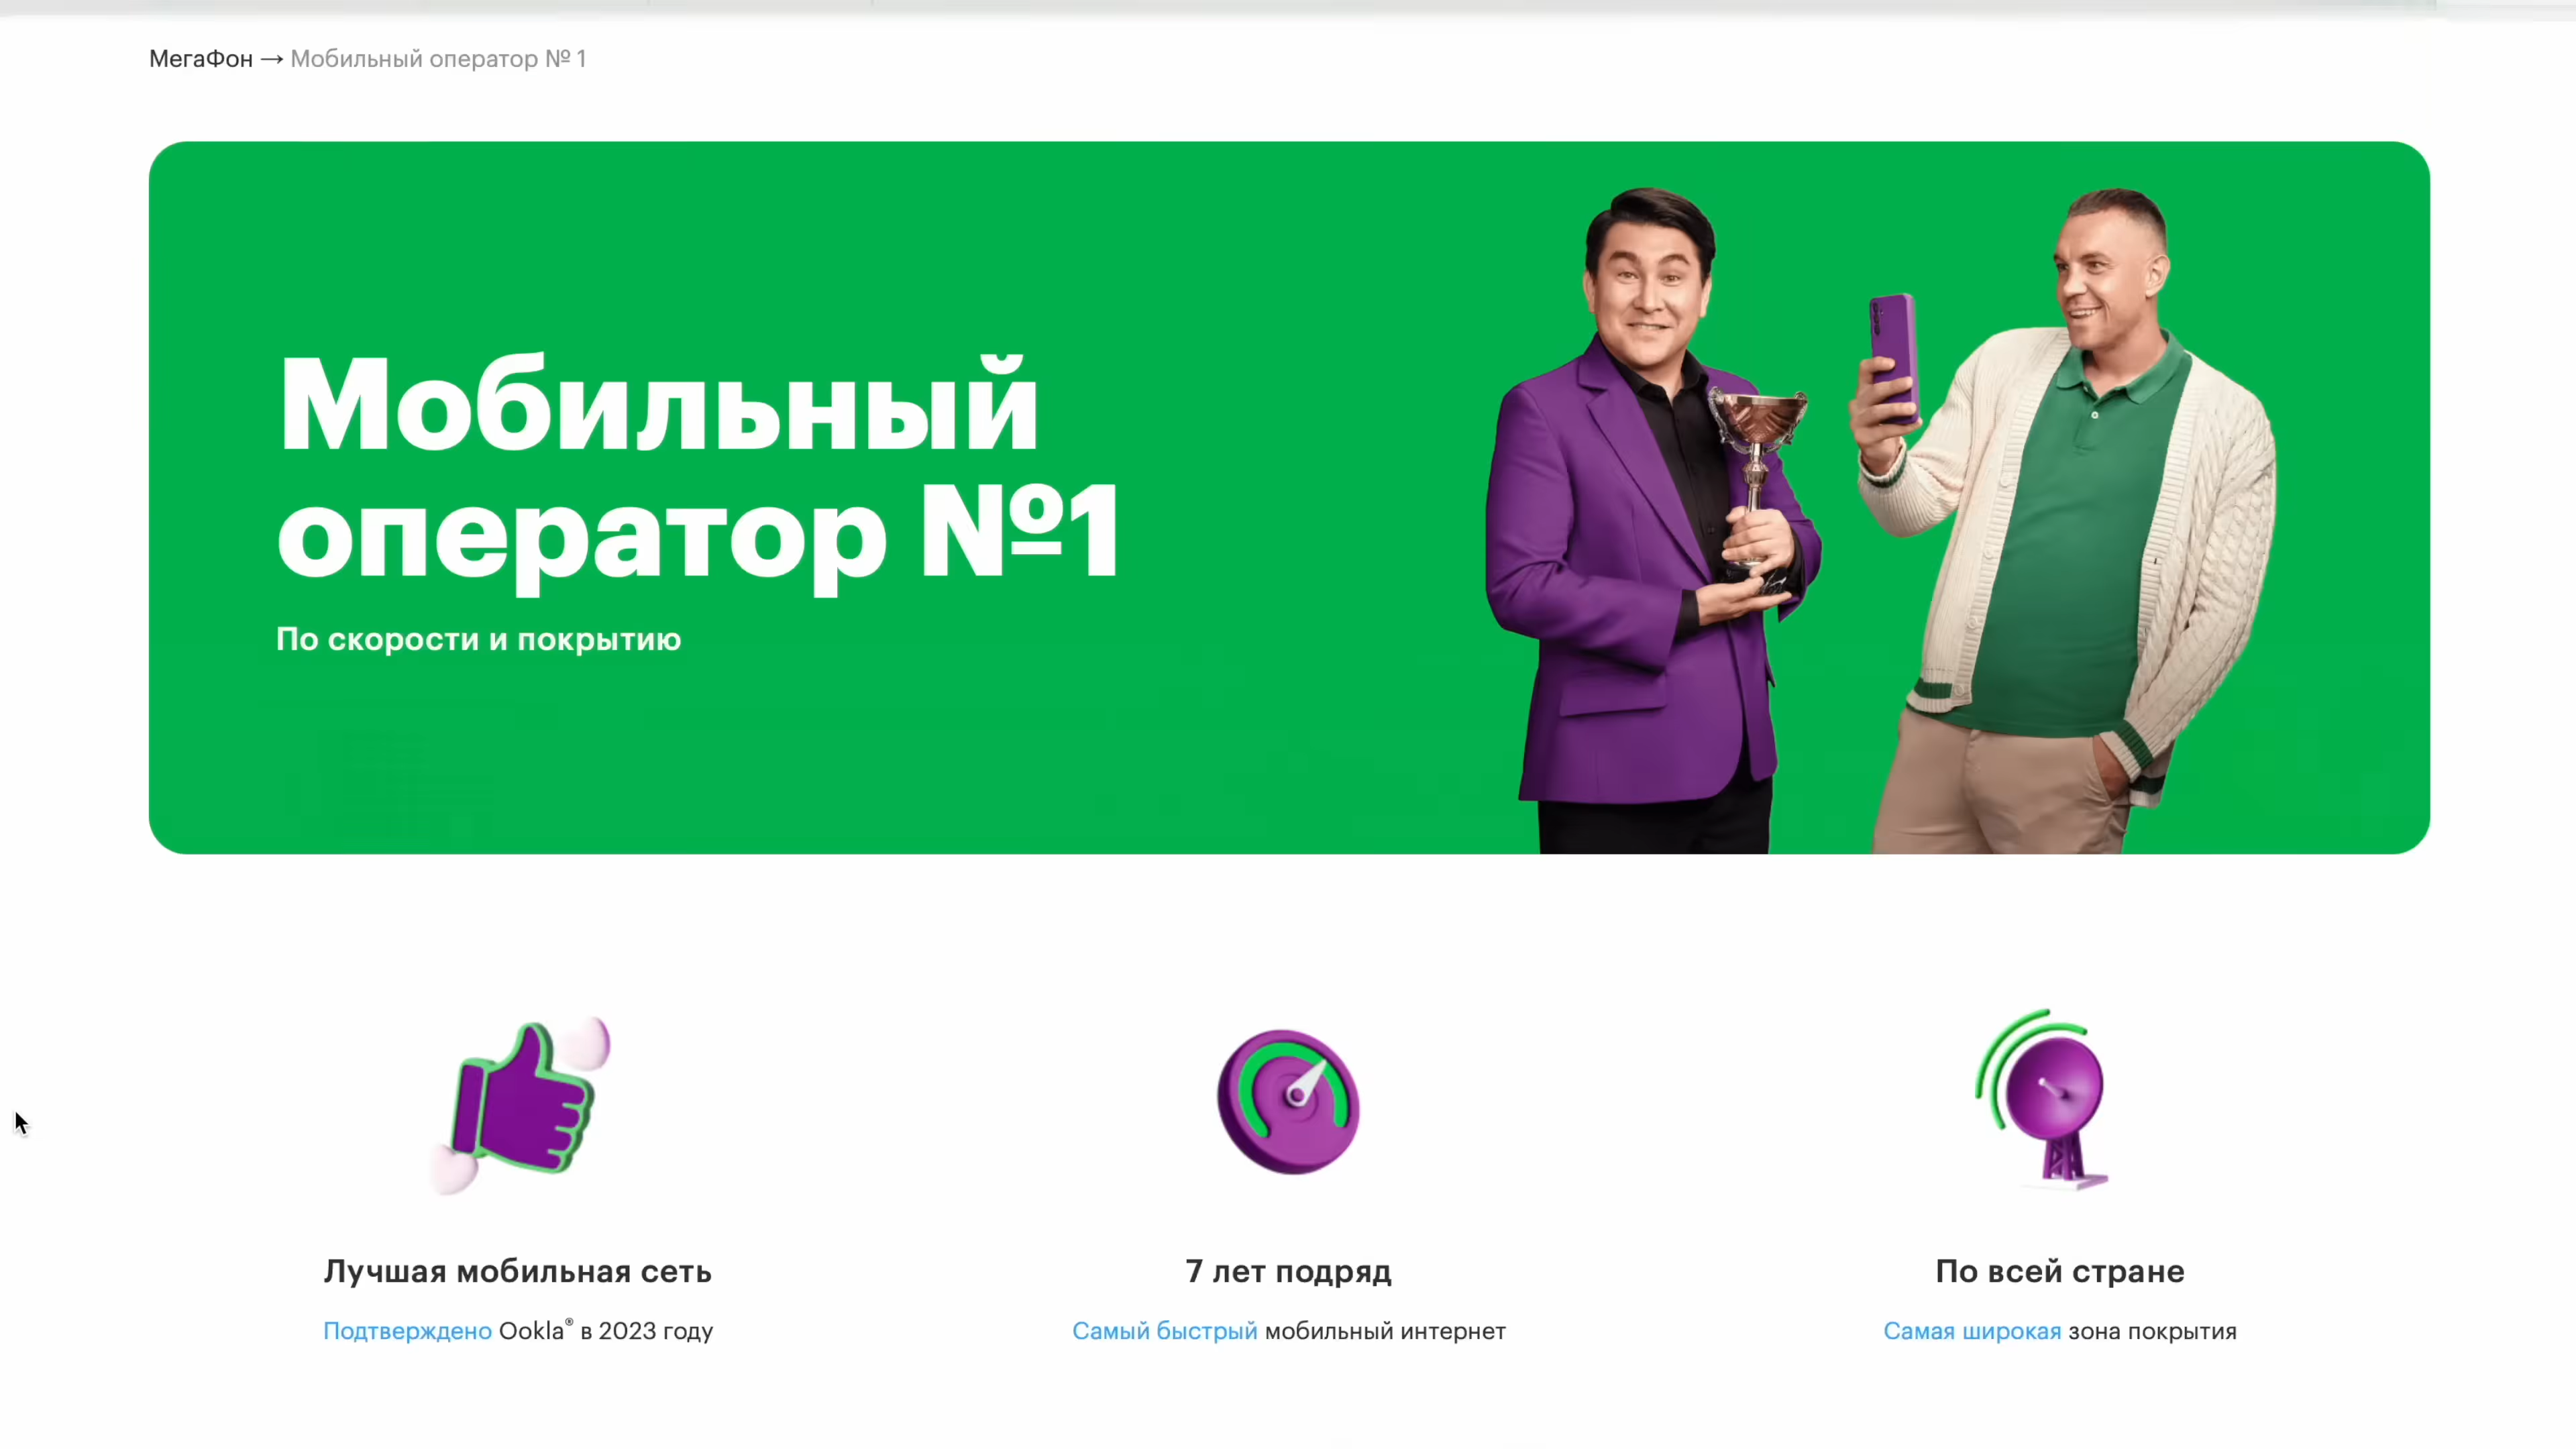 МегаФон → Мобильный оператор № 1
Мобильный
оператор №1
По скорости и покрытию
Лучшая мобильная сеть
Подтверждено Ookla® в 2023 году
7 лет подряд
Самый быстрый мобильный интернет
По всей стране
Самая широкая зона покрытия